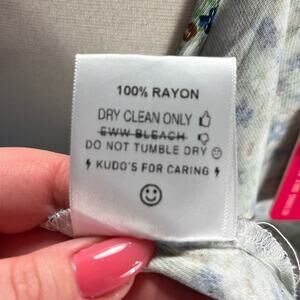 100% RAYON
DRY CLEAN ONLY 👍
~~EWW BLEACH~~ 👎
DO NOT TUMBLE DRY ☹
⚡ KUDO'S FOR CARING ⚡
☺